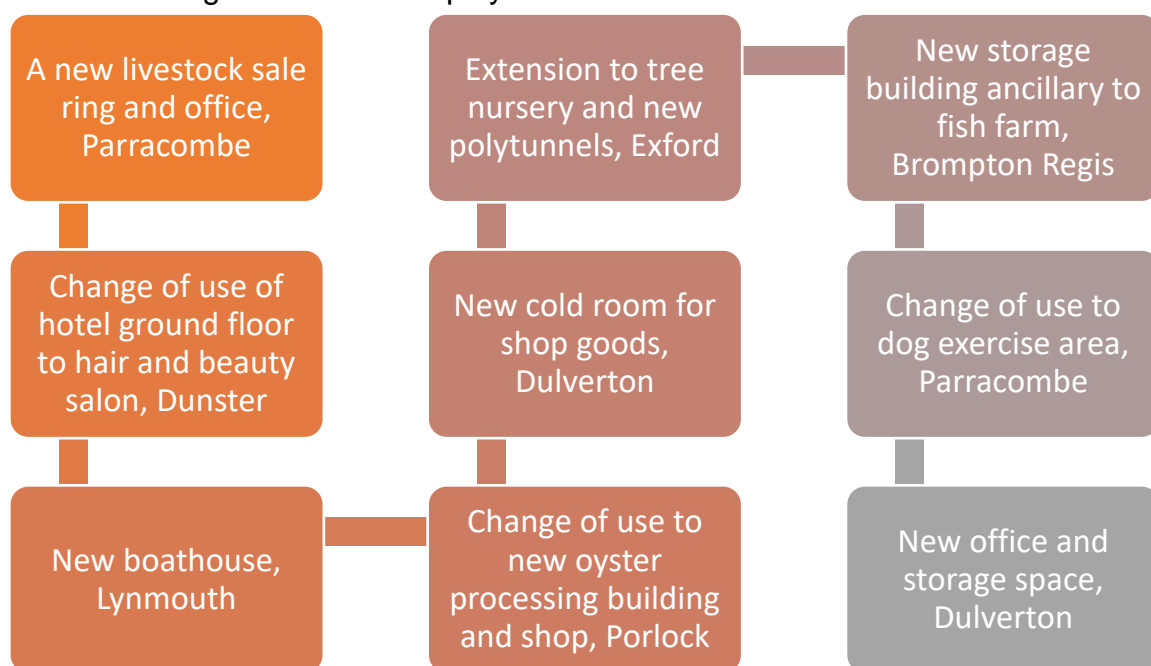 A new livestock sale
ring and office,
Parracombe
Change of use of
hotel ground floor
to hair and beauty
salon, Dunster
New boathouse,
Lynmouth
Change of use to
new oyster
processing building
and shop, Porlock
New cold room for
shop goods,
Dulverton
Extension to tree
nursery and new
polytunnels, Exford
New storage
building ancillary to
fish farm,
Brompton Regis
Change of use to
dog exercise area,
Parracombe
New office and
storage space,
Dulverton